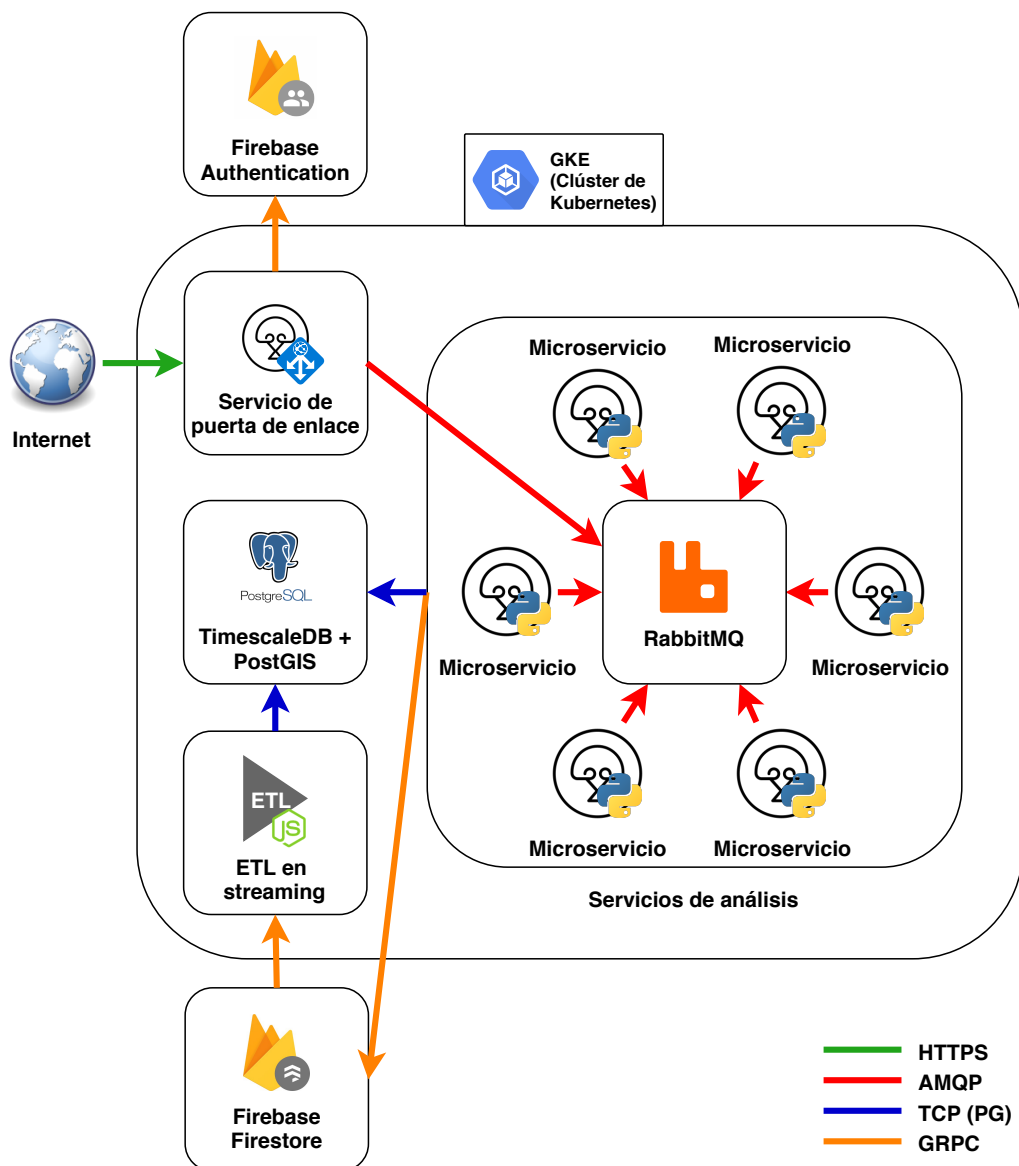 Firebase
Authentication
GKE
(Clúster de
Kubernetes)
Internet
Servicio de
puerta de enlace
Microservicio
Microservicio
PostgreSQL
TimescaleDB +
PostGIS
Microservicio
RabbitMQ
Microservicio
ETL
JS
ETL en
streaming
Microservicio
Microservicio
Servicios de análisis
Firebase
Firestore
HTTPS
AMQP
TCP (PG)
GRPC